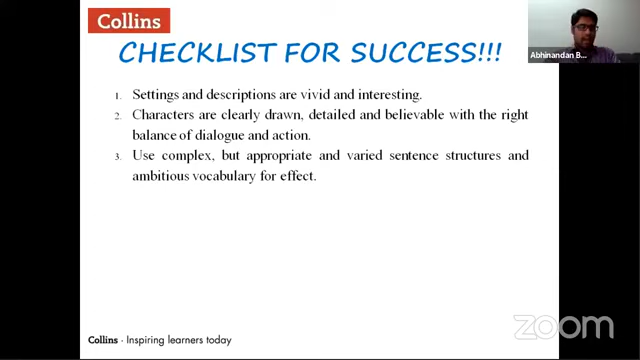 Collins
CHECKLIST FOR SUCCESS!!!
Abhinandan B...
1. Settings and descriptions are vivid and interesting.
2. Characters are clearly drawn, detailed and believable with the right
balance of dialogue and action.
3. Use complex, but appropriate and varied sentence structures and
ambitious vocabulary for effect.
zoom
Collins · Inspiring learners today